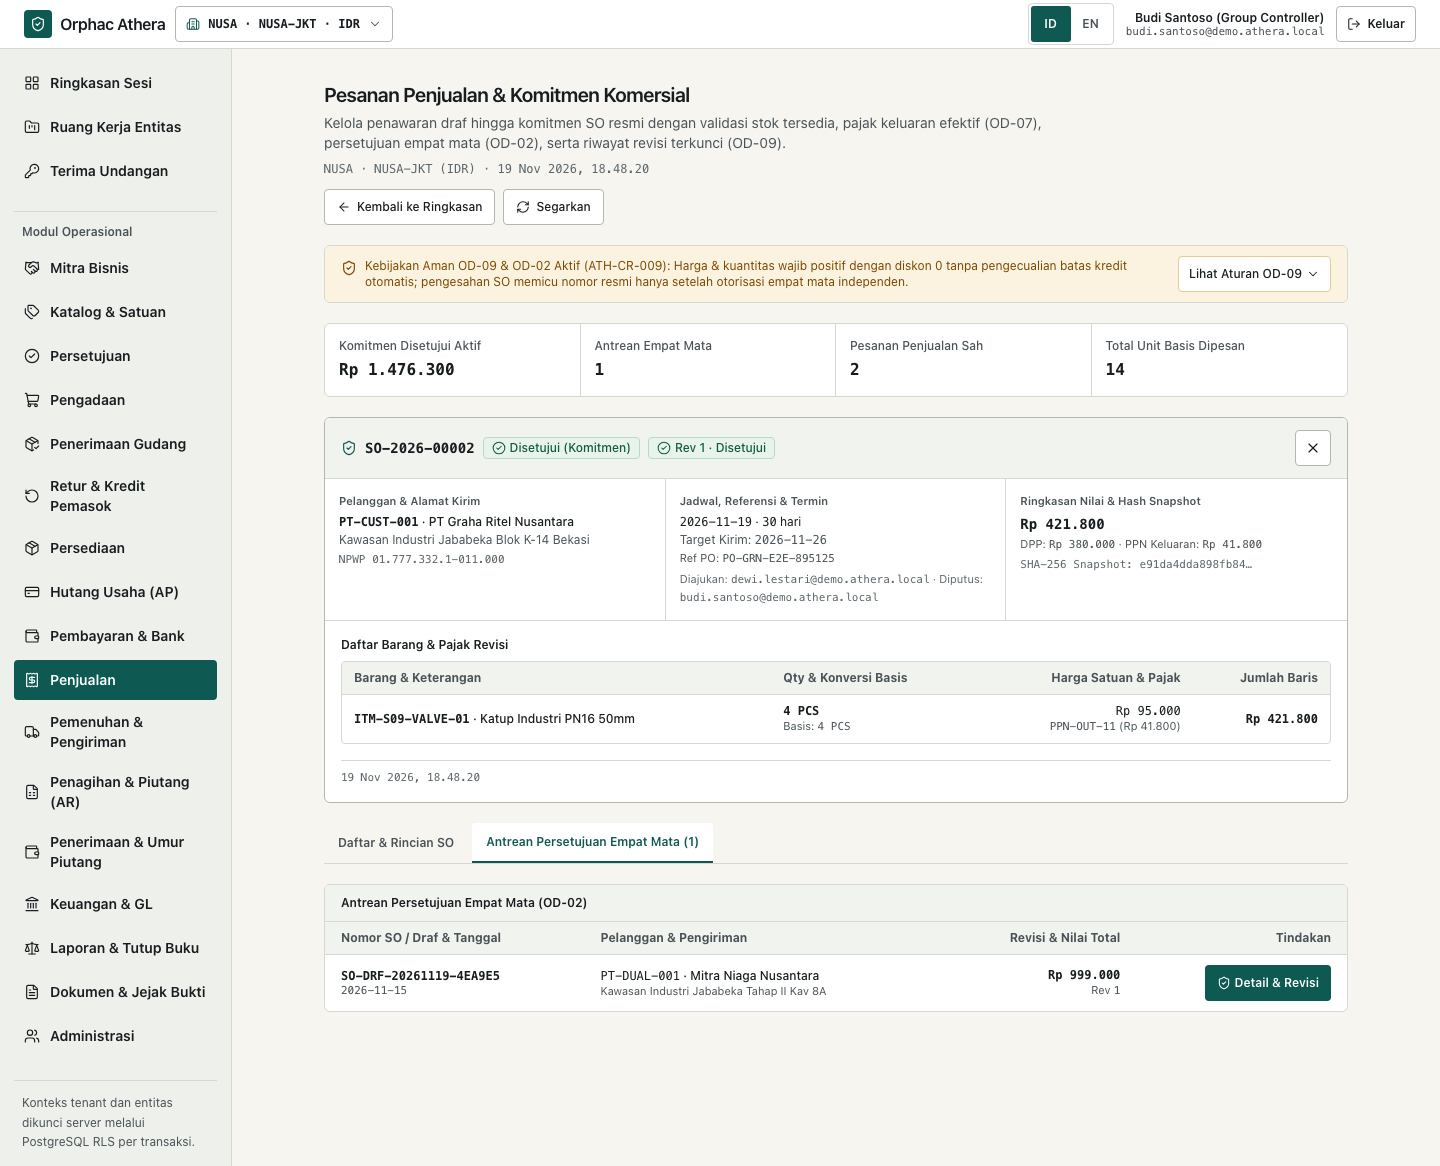 Orphac Athera
NUSA · NUSA-JKT · IDR
ID
EN
Budi Santoso (Group Controller)
budi.santoso@demo.athera.local
Keluar
Ringkasan Sesi
Ruang Kerja Entitas
Terima Undangan
Modul Operasional
Mitra Bisnis
Katalog & Satuan
Persetujuan
Pengadaan
Penerimaan Gudang
Retur & Kredit
Pemasok
Persediaan
Hutang Usaha (AP)
Pembayaran & Bank
Penjualan
Pemenuhan &
Pengiriman
Penagihan & Piutang
(AR)
Penerimaan & Umur
Piutang
Keuangan & GL
Laporan & Tutup Buku
Dokumen & Jejak Bukti
Administrasi
Konteks tenant dan entitas
dikunci server melalui
PostgreSQL RLS per transaksi.
Pesanan Penjualan & Komitmen Komersial
Kelola penawaran draf hingga komitmen SO resmi dengan validasi stok tersedia, pajak keluaran efektif (OD-07),
persetujuan empat mata (OD-02), serta riwayat revisi terkunci (OD-09).
NUSA · NUSA-JKT (IDR) · 19 Nov 2026, 18.48.20
Kembali ke Ringkasan
Segarkan
Kebijakan Aman OD-09 & OD-02 Aktif (ATH-CR-009): Harga & kuantitas wajib positif dengan diskon 0 tanpa pengecualian batas kredit
otomatis; pengesahan SO memicu nomor resmi hanya setelah otorisasi empat mata independen.
Lihat Aturan OD-09
Komitmen Disetujui Aktif
Rp 1.476.300
Antrean Empat Mata
1
Pesanan Penjualan Sah
2
Total Unit Basis Dipesan
14
SO-2026-00002
Disetujui (Komitmen)
Rev 1 · Disetujui
Pelanggan & Alamat Kirim
PT-CUST-001 · PT Graha Ritel Nusantara
Kawasan Industri Jababeka Blok K-14 Bekasi
NPWP 01.777.332.1-011.000
Jadwal, Referensi & Termin
2026-11-19 · 30 hari
Target Kirim: 2026-11-26
Ref PO: PO-GRN-E2E-895125
Diajukan: dewi.lestari@demo.athera.local · Diputus:
budi.santoso@demo.athera.local
Ringkasan Nilai & Hash Snapshot
Rp 421.800
DPP: Rp 380.000 · PPN Keluaran: Rp 41.800
SHA-256 Snapshot: e91da4dda898fb84…
Daftar Barang & Pajak Revisi
Barang & Keterangan
Qty & Konversi Basis
Harga Satuan & Pajak
Jumlah Baris
ITM-S09-VALVE-01 · Katup Industri PN16 50mm
4 PCS
Basis: 4 PCS
Rp 95.000
PPN-OUT-11 (Rp 41.800)
Rp 421.800
19 Nov 2026, 18.48.20
Daftar & Rincian SO
Antrean Persetujuan Empat Mata (1)
Antrean Persetujuan Empat Mata (OD-02)
Nomor SO / Draf & Tanggal
Pelanggan & Pengiriman
Revisi & Nilai Total
Tindakan
SO-DRF-20261119-4EA9E5
2026-11-15
PT-DUAL-001 · Mitra Niaga Nusantara
Kawasan Industri Jababeka Tahap II Kav 8A
Rp 999.000
Rev 1
Detail & Revisi